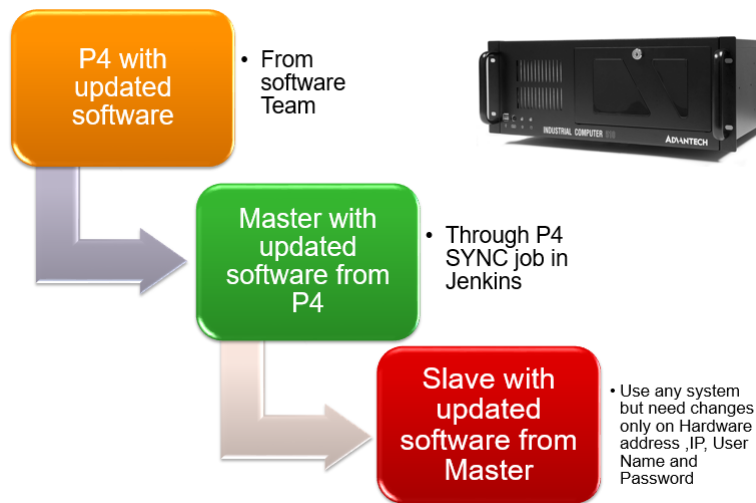 P4 with
updated
software
• From
software
Team
INDUSTRIAL COMPUTER
ADVANTECH
Master with
updated
software from
P4
• Through P4
SYNC job in
Jenkins
Slave with
updated
software from
Master
• Use any system
but need changes
only on Hardware
address ,IP, User
Name and
Password